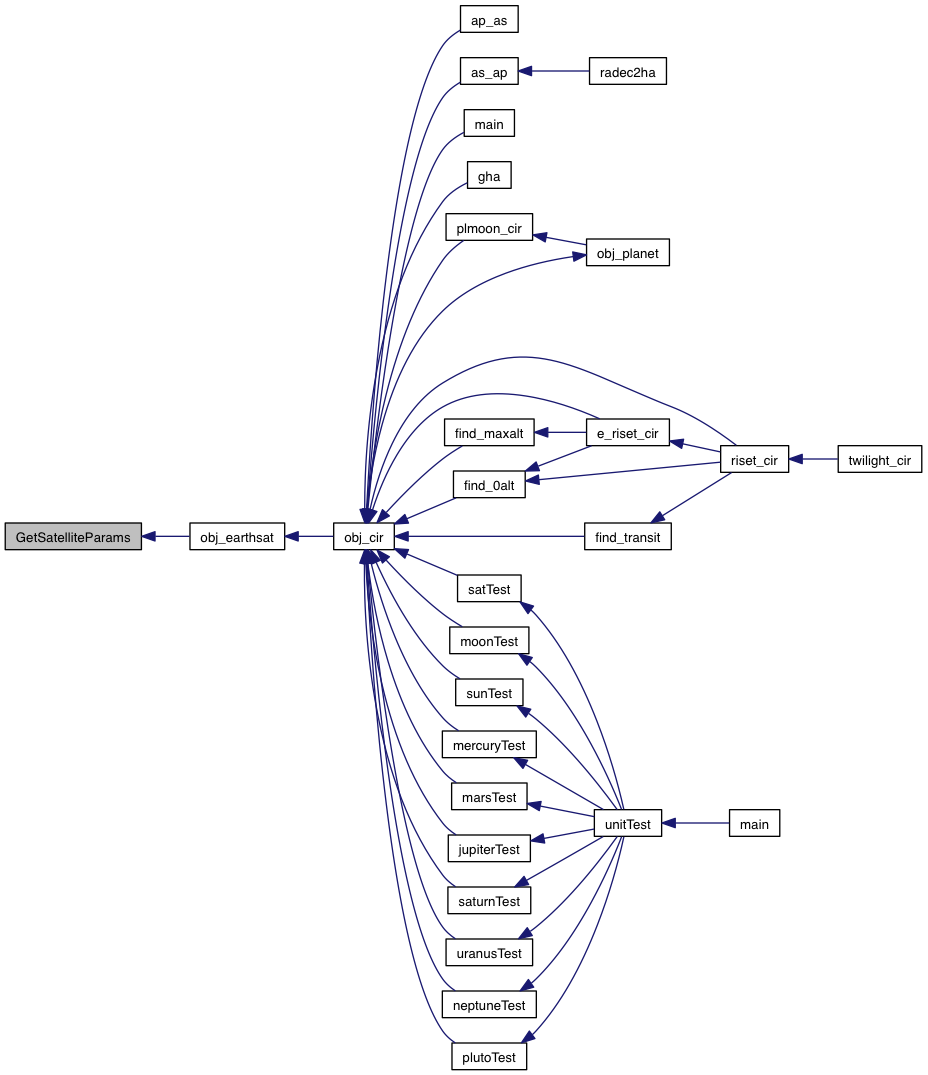 ap_as
as_ap
radec2ha
main
gha
plmoon_cir
obj_planet
find_maxalt
e_riset_cir
riset_cir
twilight_cir
find_0alt
GetSatelliteParams
obj_earthsat
obj_cir
find_transit
satTest
moonTest
sunTest
mercuryTest
marsTest
unitTest
main
jupiterTest
saturnTest
uranusTest
neptuneTest
plutoTest